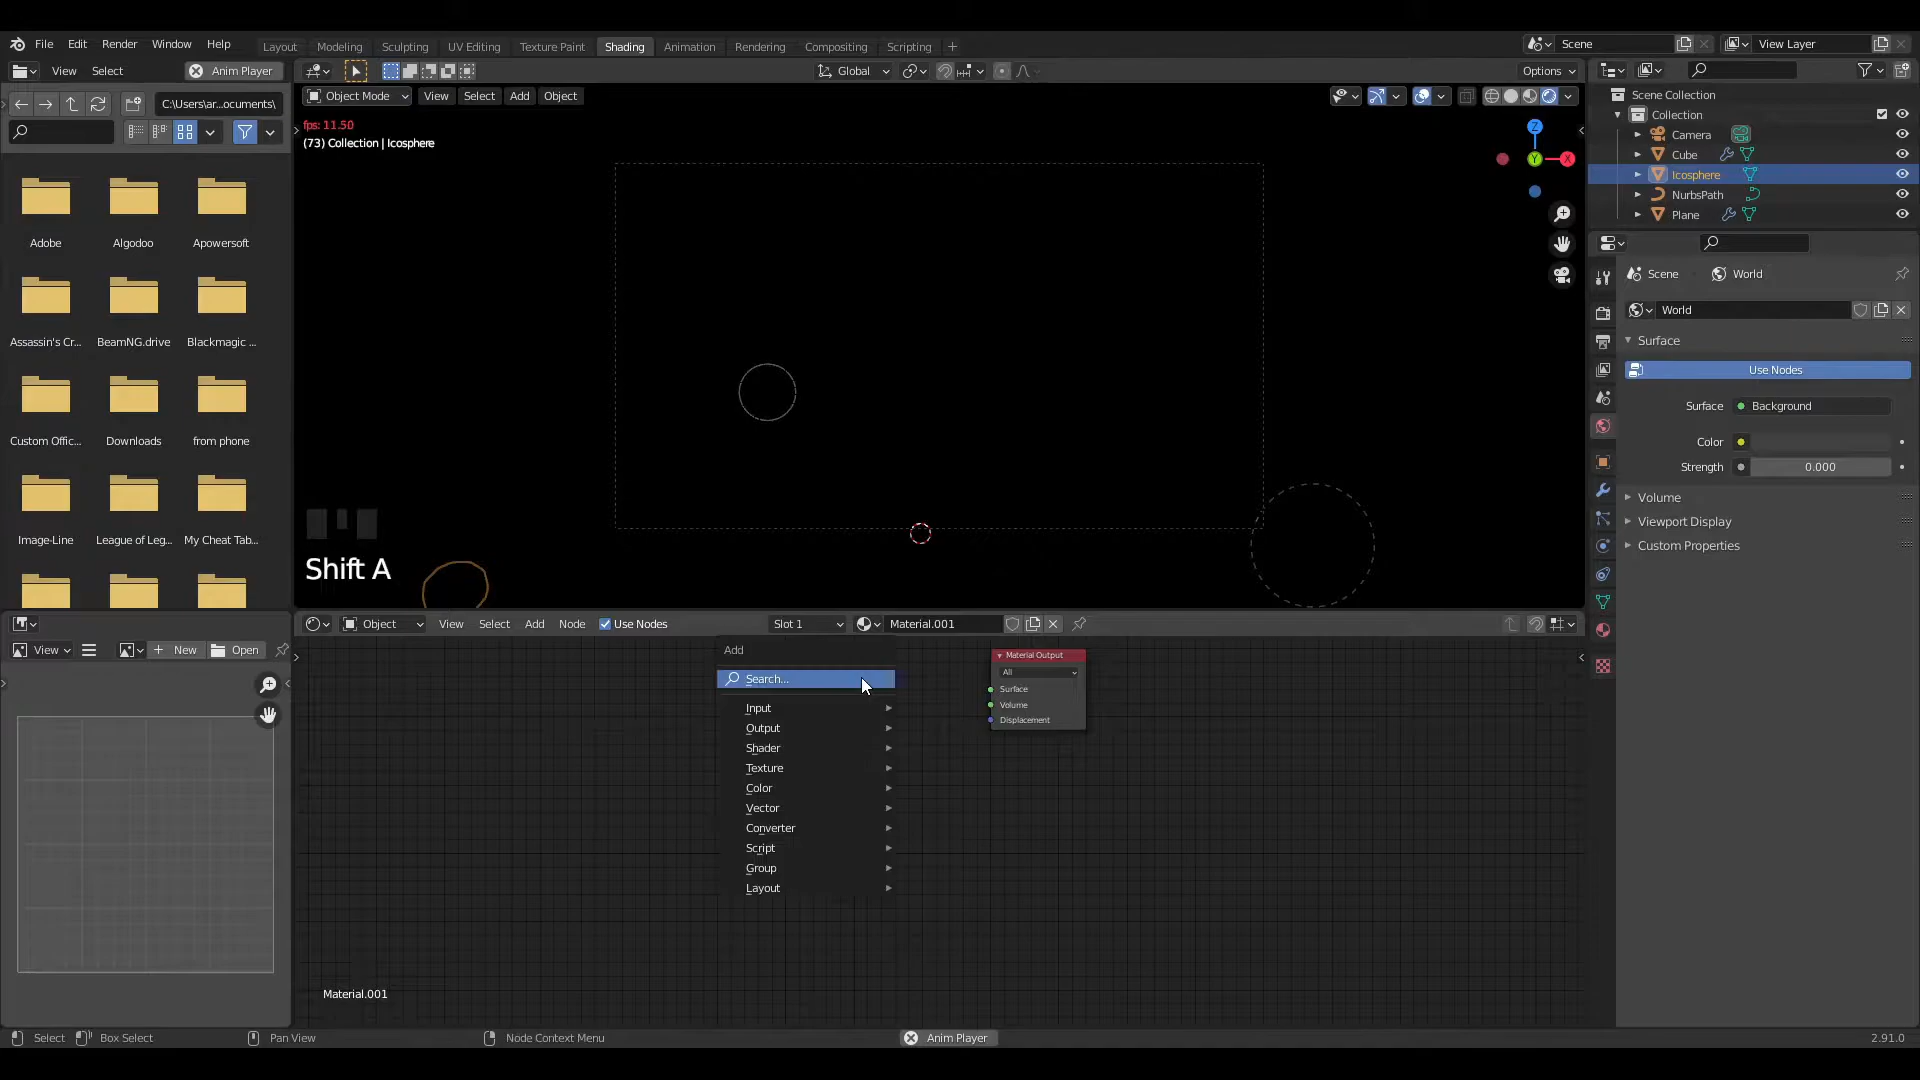 File Edit Render Window Help
Layout Modeling Sculpting UV Editing Texture Paint Shading Animation Rendering Compositing Scripting +
Scene
View Layer
View Select Anim Player
Global
Options
C:\Users\ar...ocuments\
Object Mode View Select Add Object
fps: 11.50
(73) Collection | Icosphere
Z
Y
X
Shift A
Adobe Algodoo Apowersoft
Assassin's Cr... BeamNG.drive Blackmagic ...
Custom Offic... Downloads from phone
Image-Line League of Leg... My Cheat Tab...
Scene Collection
Collection
Camera
Cube
Icosphere
NurbsPath
Plane
Scene World
World
Surface
Use Nodes
Surface Background
Color
Strength 0.000
Volume
Viewport Display
Custom Properties
Object View Select Add Node Use Nodes Slot 1 Material.001
View New Open
Add
Search...
Input
Output
Shader
Texture
Color
Vector
Converter
Script
Group
Layout
Material Output
All
Surface
Volume
Displacement
Material.001
Select Box Select Pan View Node Context Menu Anim Player 2.91.0